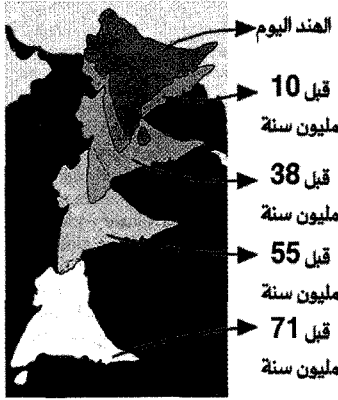 الهند اليوم
قبل 10
مليون سنة
قبل 38
مليون سنة
قبل 55
مليون سنة
قبل 71
مليون سنة